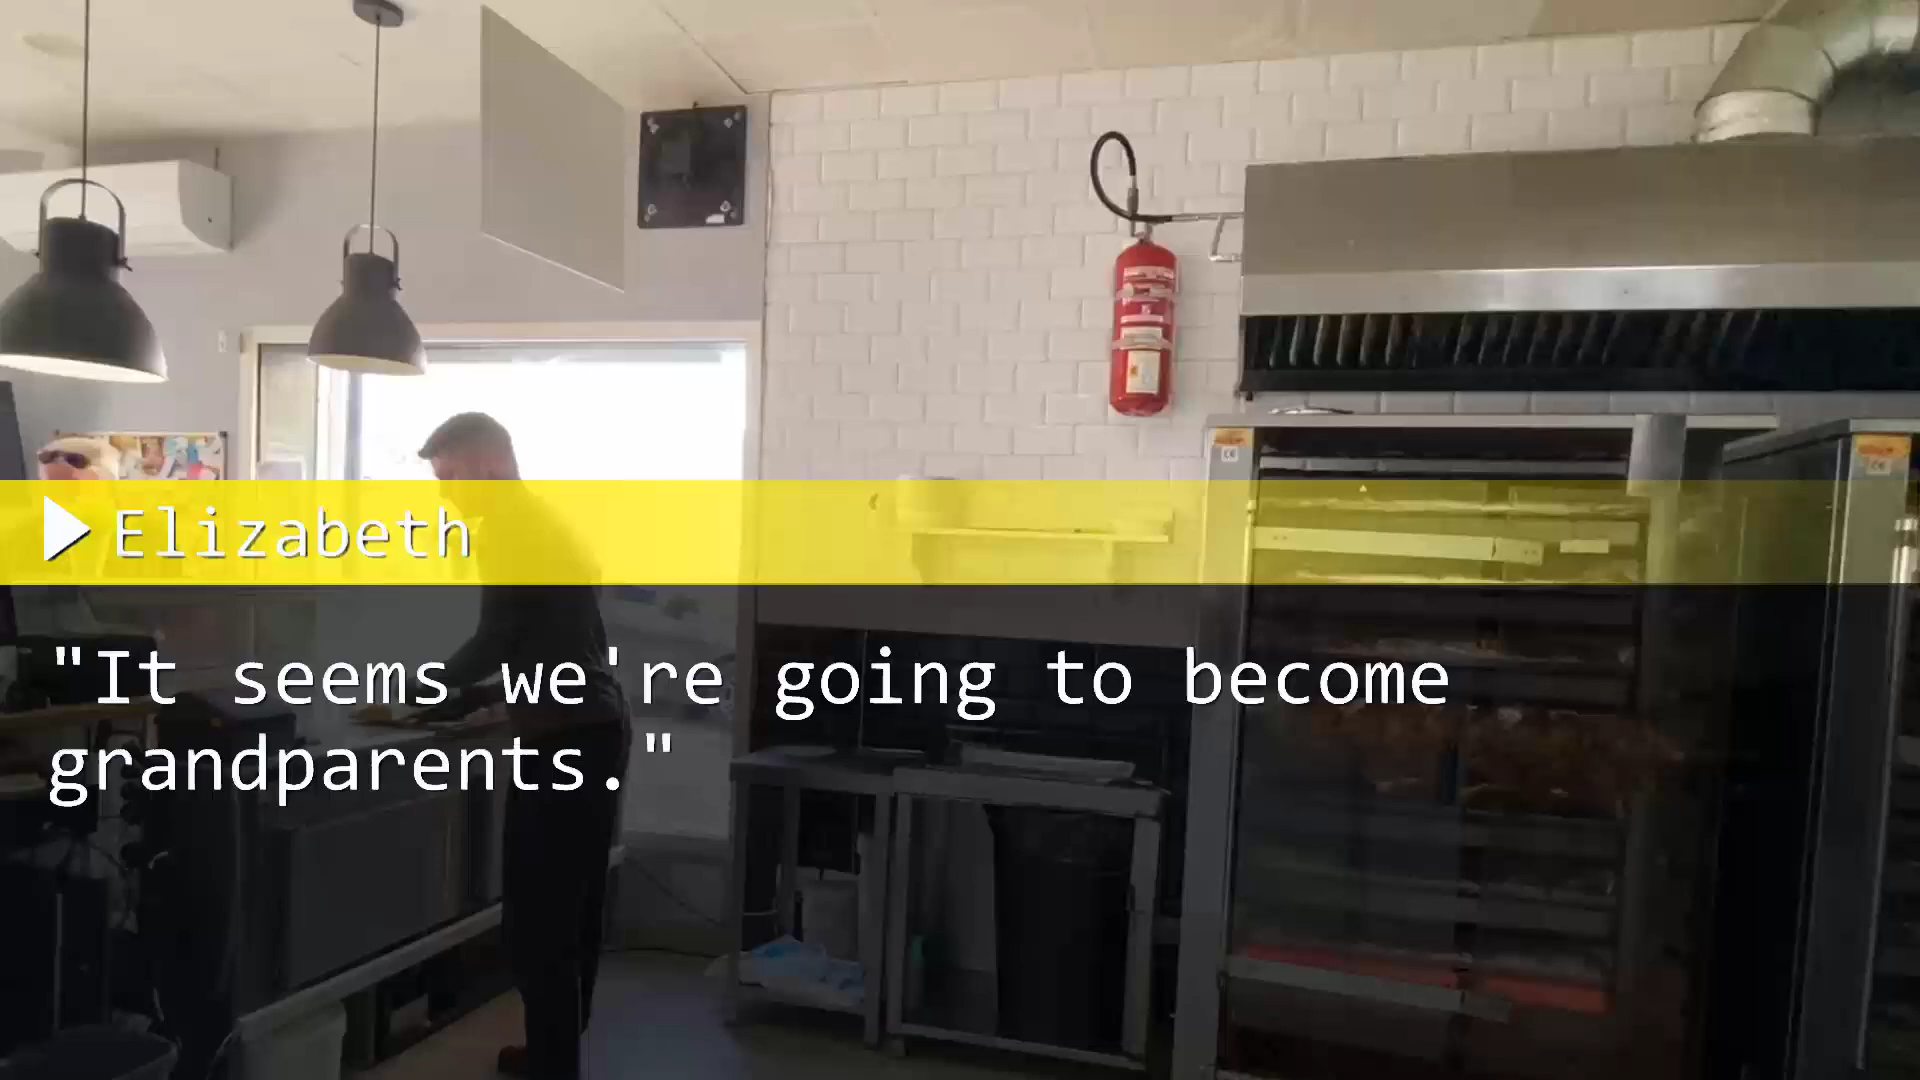 Elizabeth
"It seems we're going to become
grandparents."